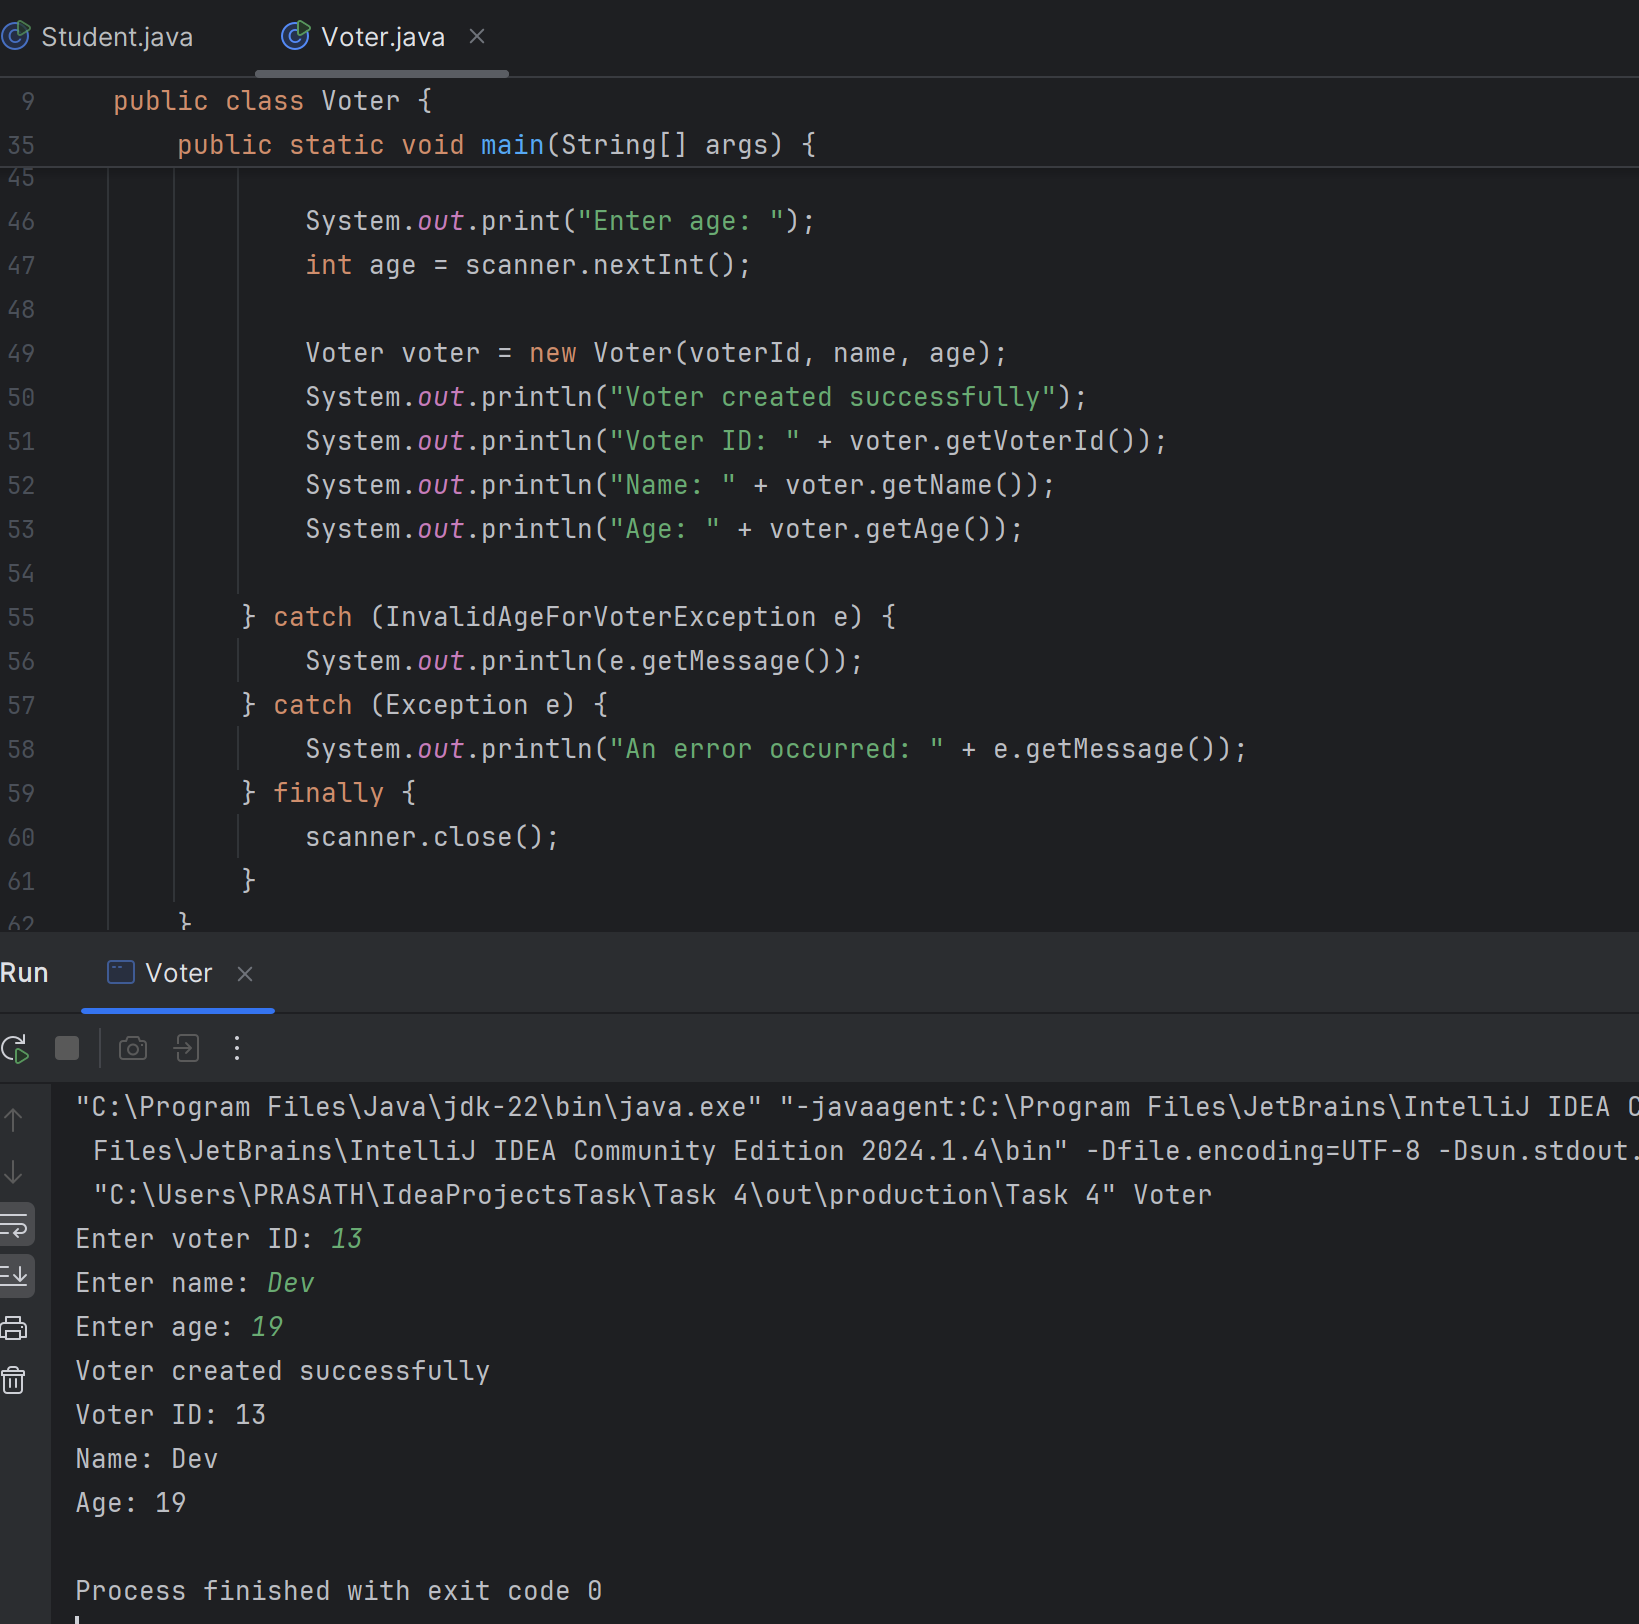 Student.java Voter.java
9 public class Voter {
35 public static void main(String[] args) {
45
46 System.out.print("Enter age: ");
47 int age = scanner.nextInt();
48
49 Voter voter = new Voter(voterId, name, age);
50 System.out.println("Voter created successfully");
51 System.out.println("Voter ID: " + voter.getVoterId());
52 System.out.println("Name: " + voter.getName());
53 System.out.println("Age: " + voter.getAge());
54
55 } catch (InvalidAgeForVoterException e) {
56 System.out.println(e.getMessage());
57 } catch (Exception e) {
58 System.out.println("An error occurred: " + e.getMessage());
59 } finally {
60 scanner.close();
61 }
62 }
Run Voter
"C:\Program Files\Java\jdk-22\bin\java.exe" "-javaagent:C:\Program Files\JetBrains\IntelliJ IDEA C
Files\JetBrains\IntelliJ IDEA Community Edition 2024.1.4\bin" -Dfile.encoding=UTF-8 -Dsun.stdout.
"C:\Users\PRASATH\IdeaProjectsTask\Task 4\out\production\Task 4" Voter
Enter voter ID: 13
Enter name: Dev
Enter age: 19
Voter created successfully
Voter ID: 13
Name: Dev
Age: 19
Process finished with exit code 0